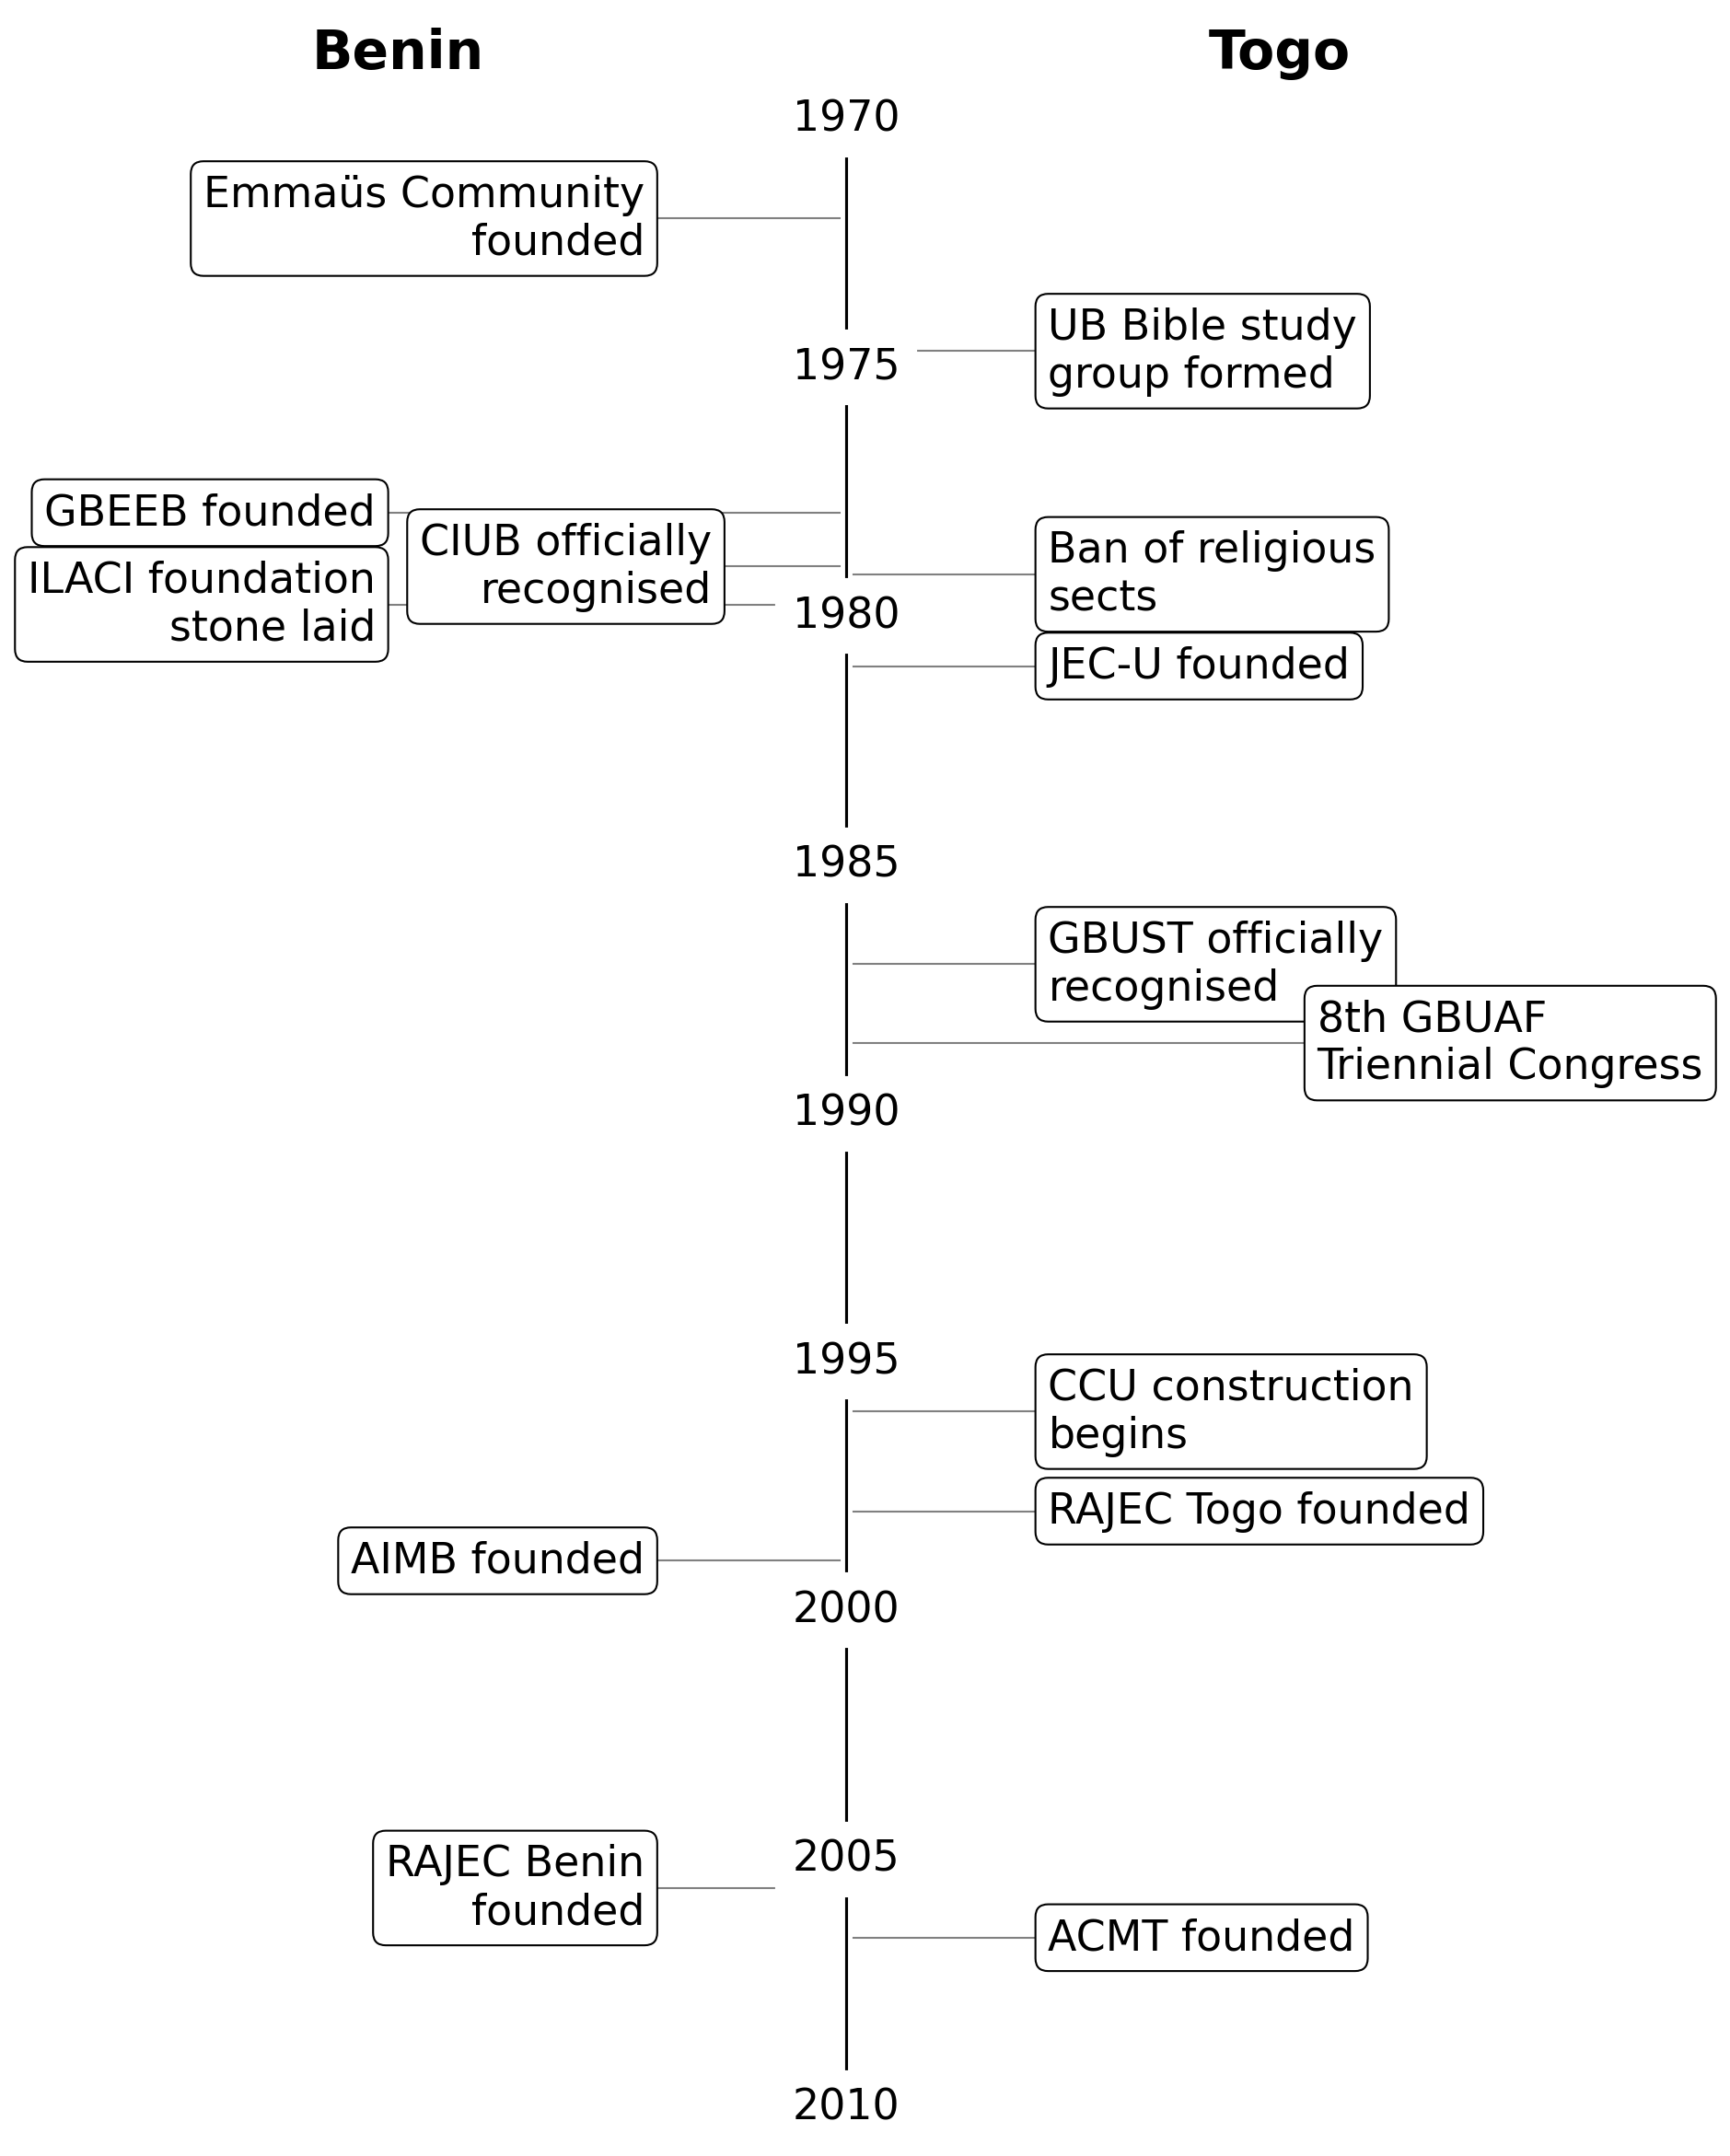 Benin
Togo
1970
Emmaüs Community
founded
UB Bible study
group formed
1975
GBEEB founded
CIUB officially
recognised
ILACI foundation
stone laid
Ban of religious
sects
1980
JEC-U founded
1985
GBUST officially
recognised
8th GBUAF
Triennial Congress
1990
1995
CCU construction
begins
RAJEC Togo founded
AIMB founded
2000
2005
RAJEC Benin
founded
ACMT founded
2010